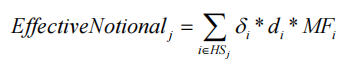 EffectiveNotional_j = ∑_{i∈HS_j} δ_i * d_i * MF_i